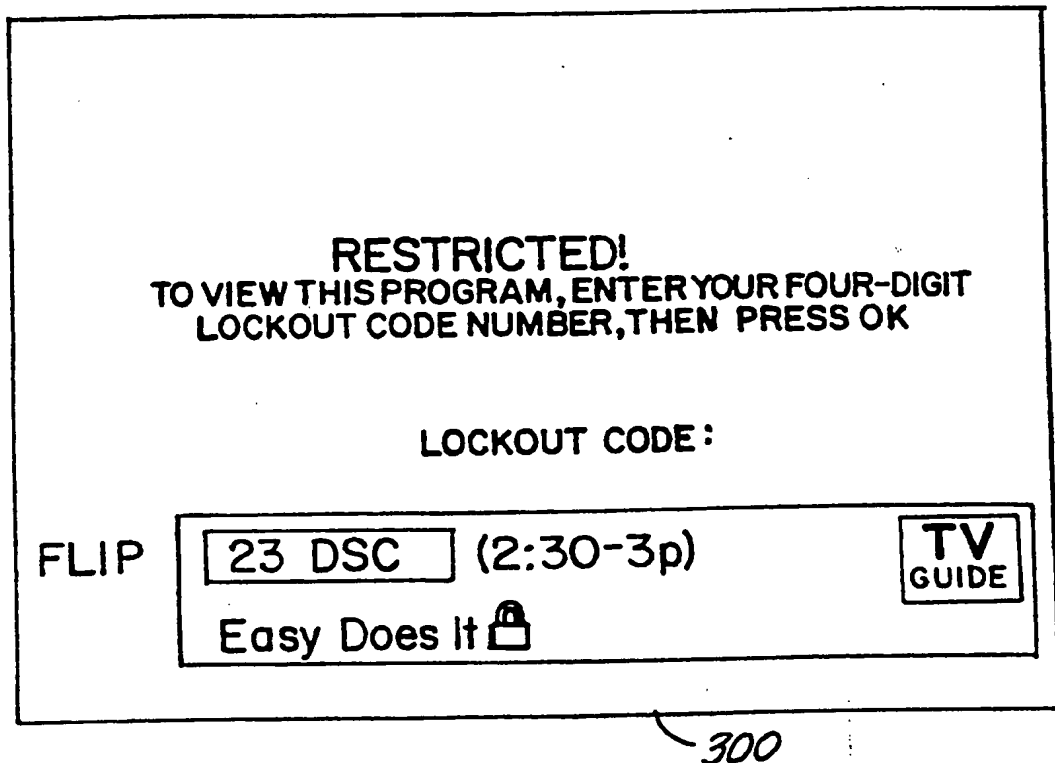 RESTRICTED!
TO VIEW THIS PROGRAM, ENTER YOUR FOUR-DIGIT
LOCKOUT CODE NUMBER, THEN PRESS OK
LOCKOUT CODE:
FLIP
23 DSC (2:30-3p)
TV
GUIDE
Easy Does It
300